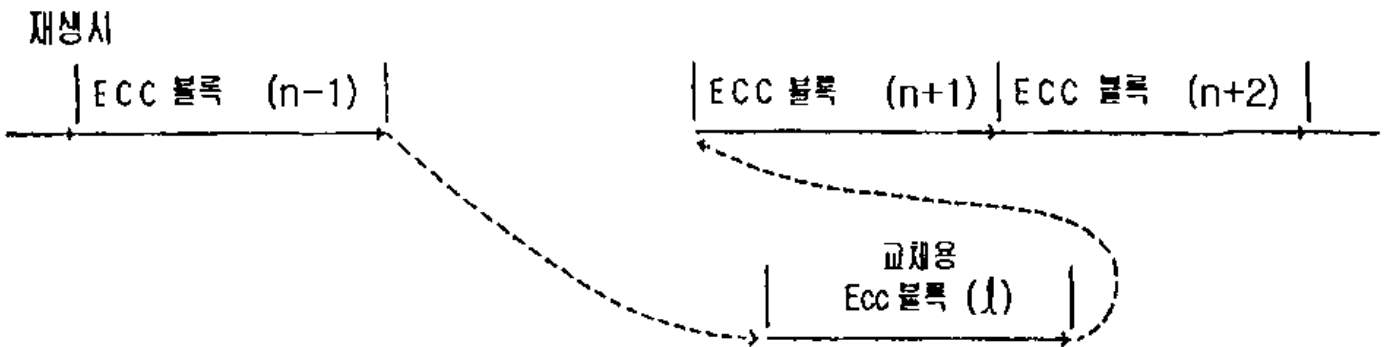 재생시
ECC 블록 (n-1)
ECC 블록 (n+1)
ECC 블록 (n+2)
교체용
Ecc 블록 (l)